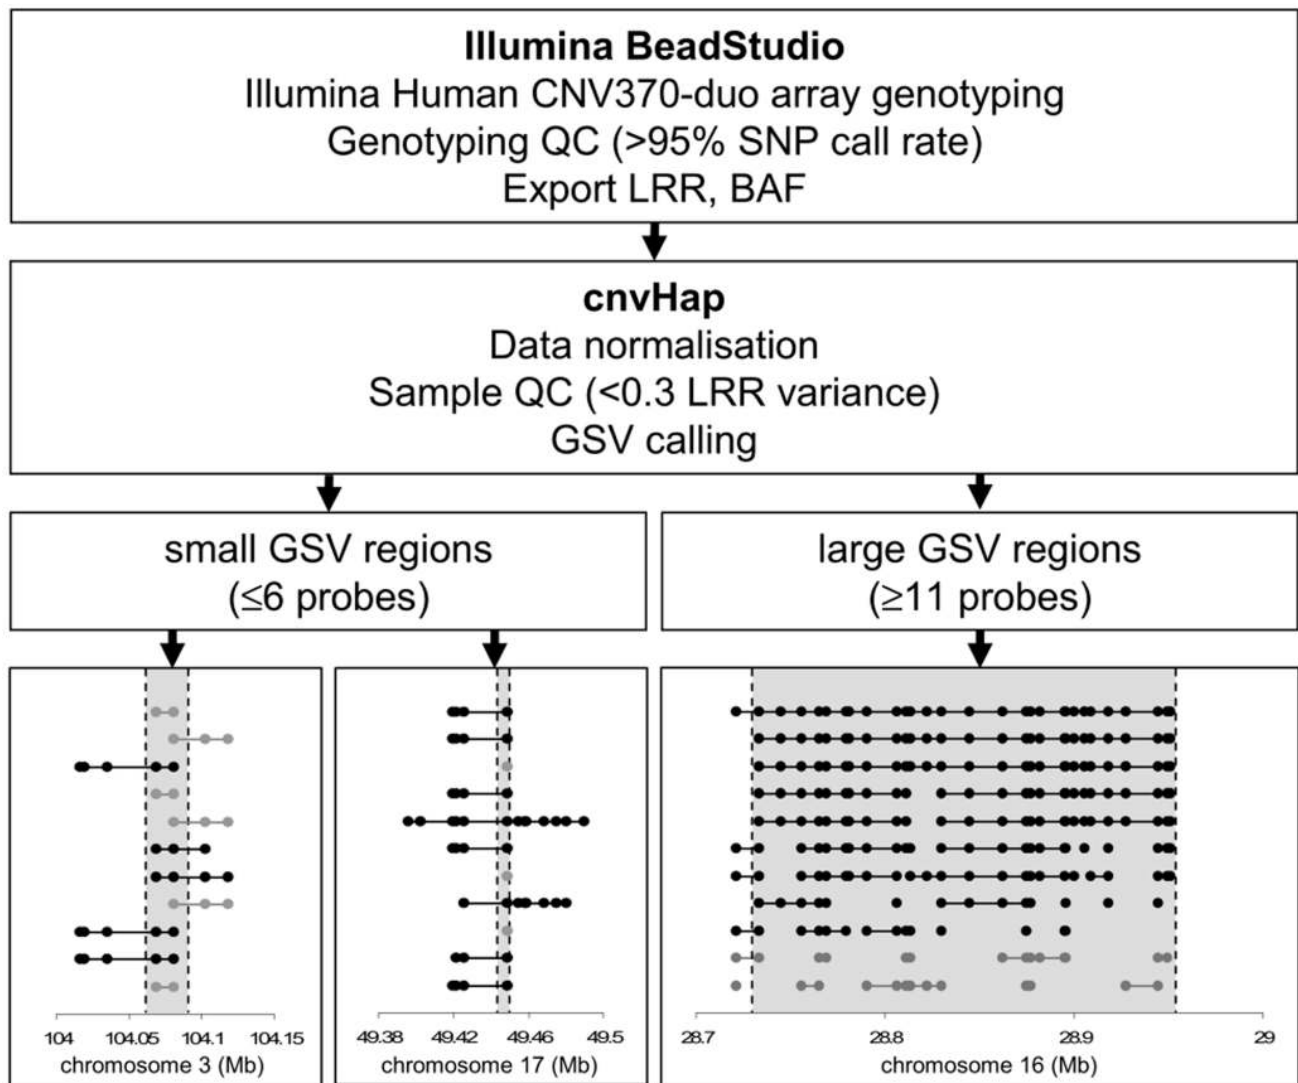 Illumina BeadStudio
Illumina Human CNV370-duo array genotyping
Genotyping QC (>95% SNP call rate)
Export LRR, BAF
cnvHap
Data normalisation
Sample QC (<0.3 LRR variance)
GSV calling
small GSV regions
(≤6 probes)
large GSV regions
(≥11 probes)
104 104.05 104.1 104.15
chromosome 3 (Mb)
49.38 49.42 49.46 49.5
chromosome 17 (Mb)
28.7 28.8 28.9 29
chromosome 16 (Mb)